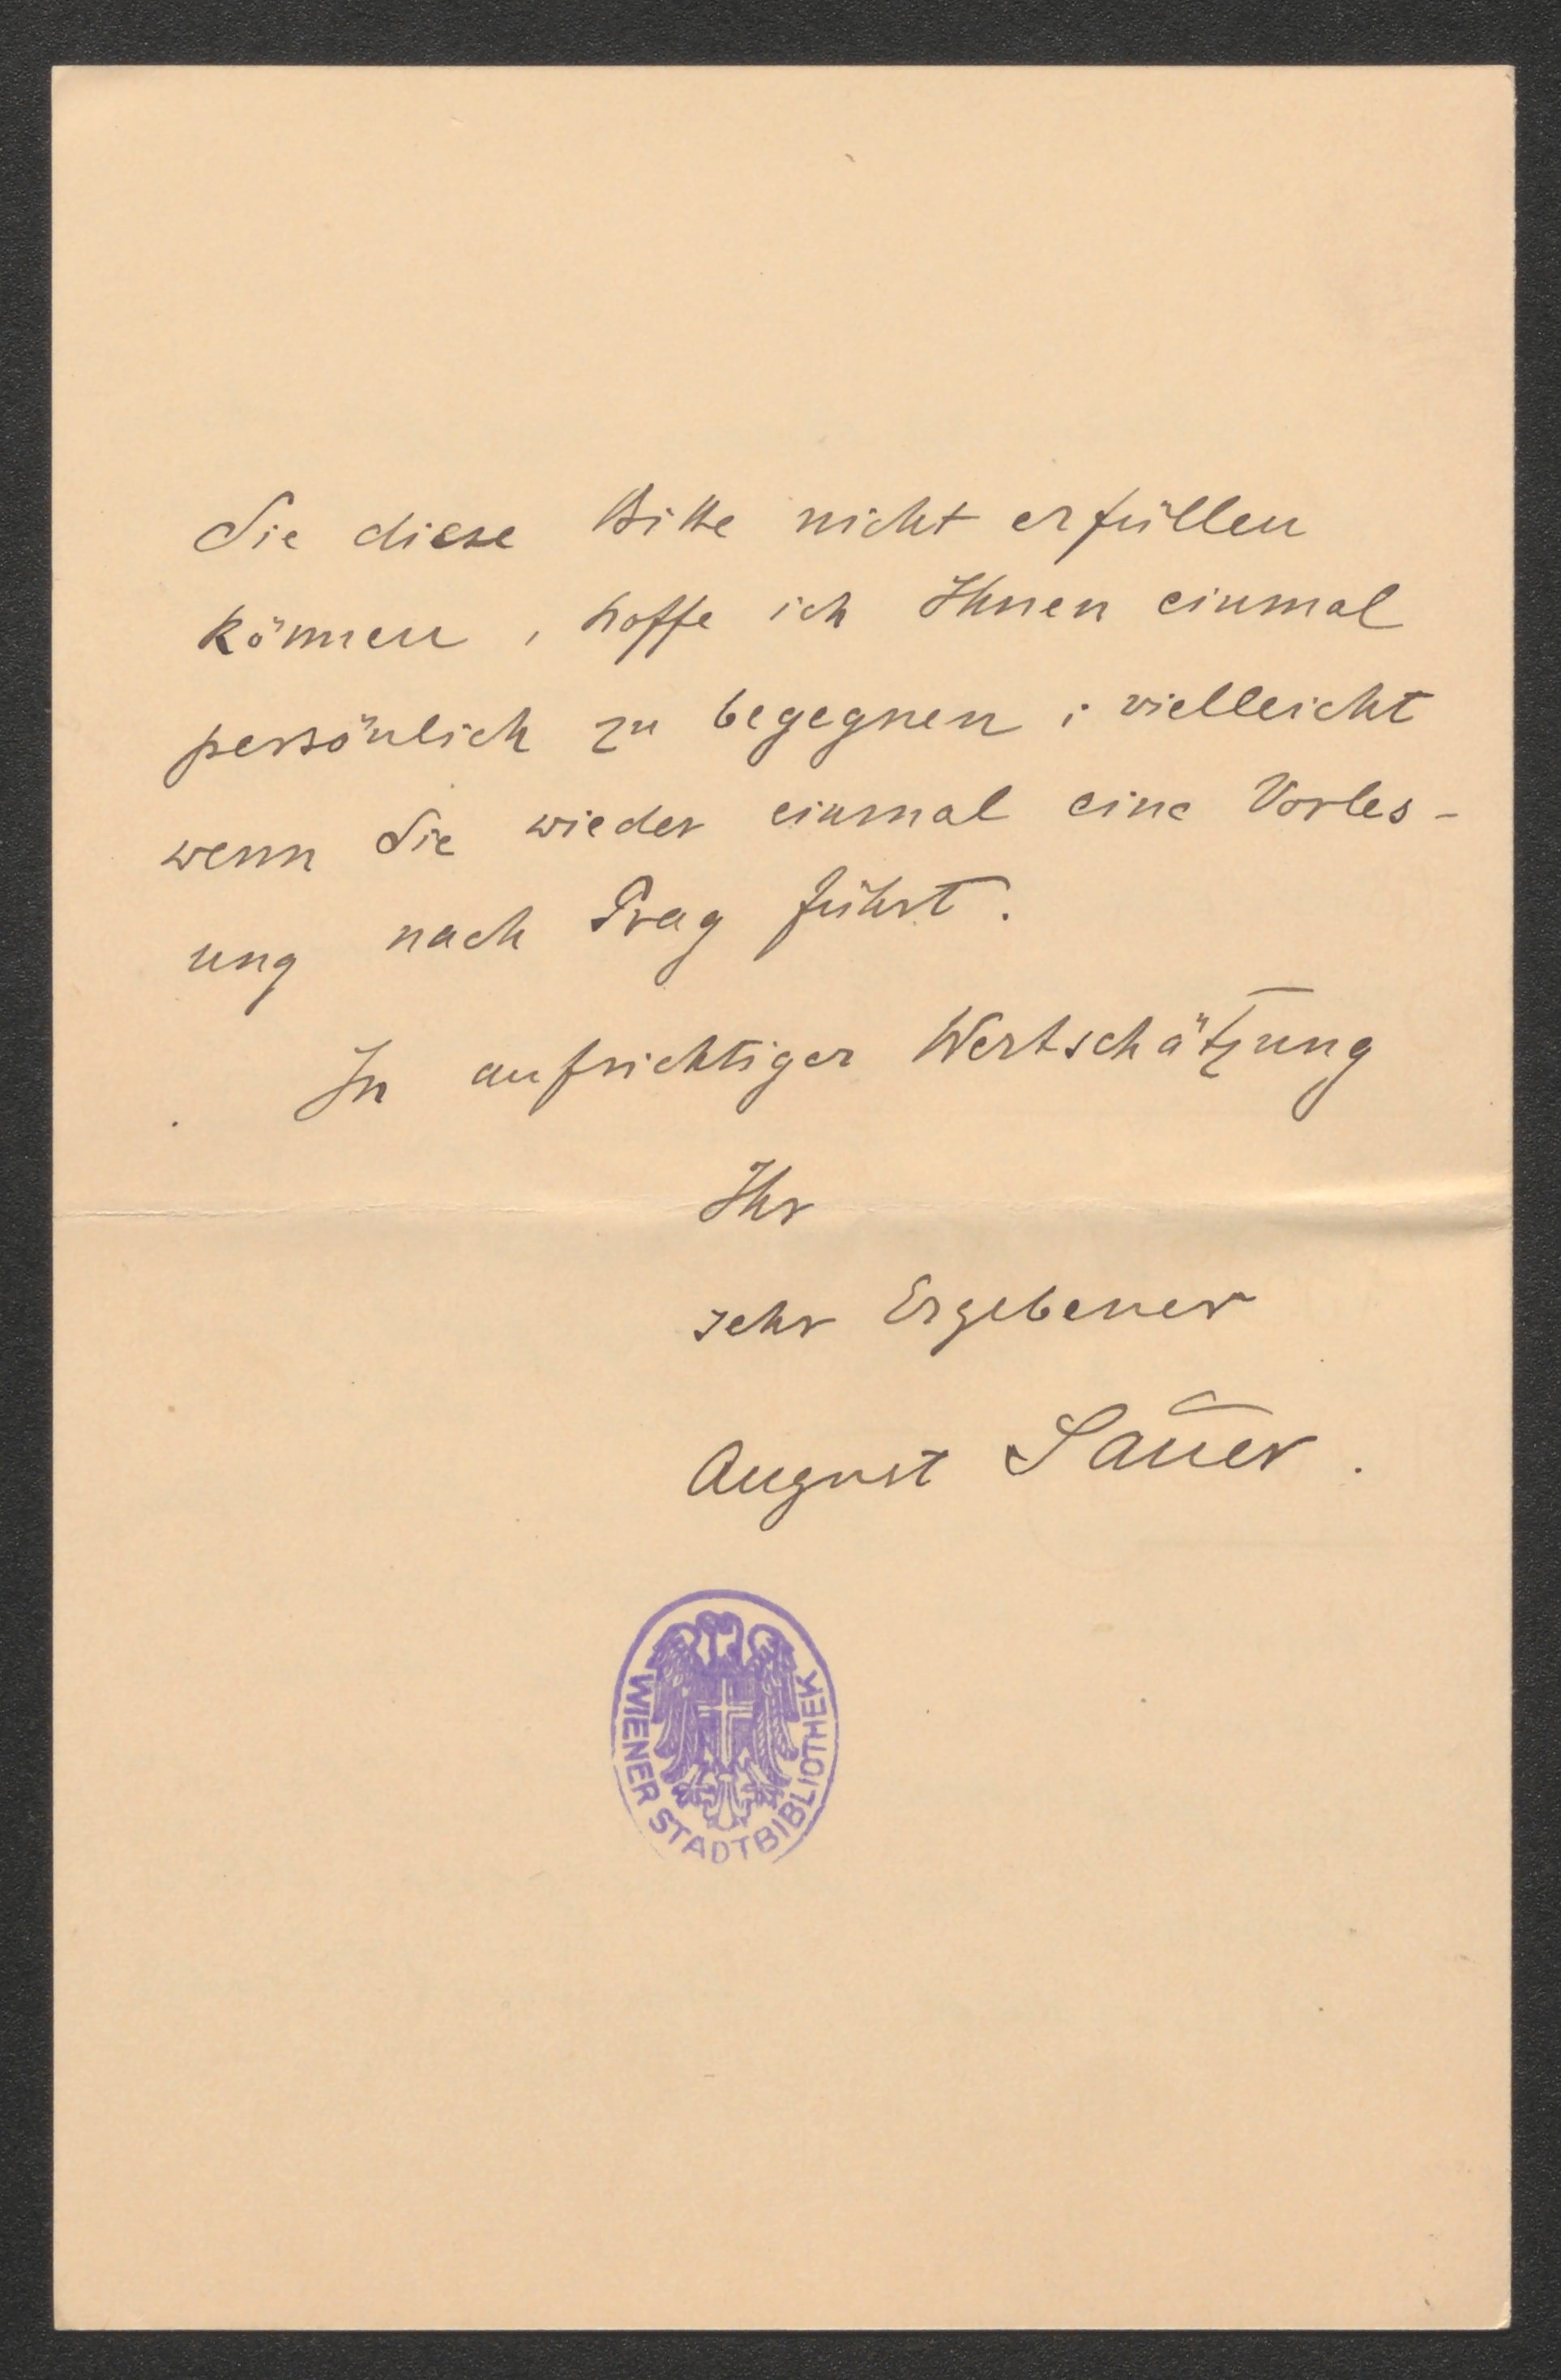 Sie diese Bitte nicht erfüllen
können, hoffe ich Ihnen einmal
persönlich zu begegnen; vielleicht
wenn Sie wieder einmal eine Vorles-
ung nach Prag führt.
In aufrichtiger Wertschätzung
Ihr
sehr Ergebener
August Sauer.
WIENER STADTBIBLIOTHEK